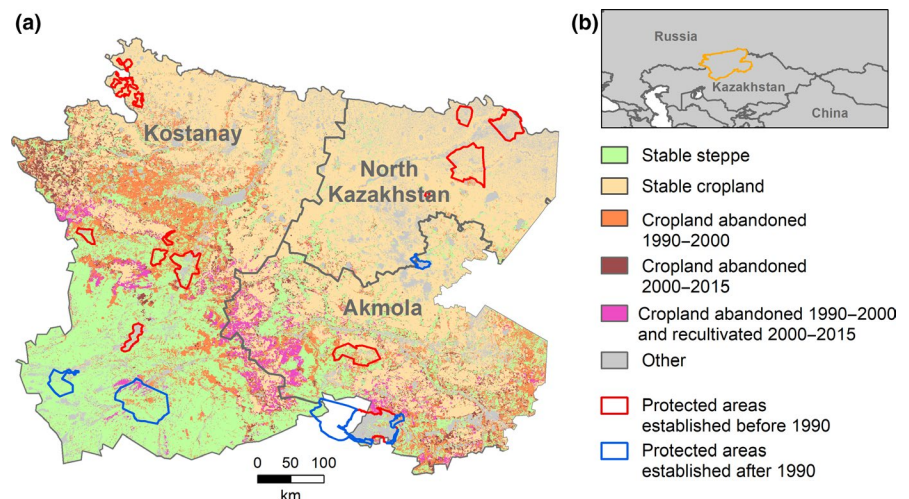 (a)
Kostanay
North
Kazakhstan
Akmola
0 50 100
km
(b)
Russia
Kazakhstan
China
Stable steppe
Stable cropland
Cropland abandoned
1990–2000
Cropland abandoned
2000–2015
Cropland abandoned 1990–2000
and recultivated 2000–2015
Other
Protected areas
established before 1990
Protected areas
established after 1990